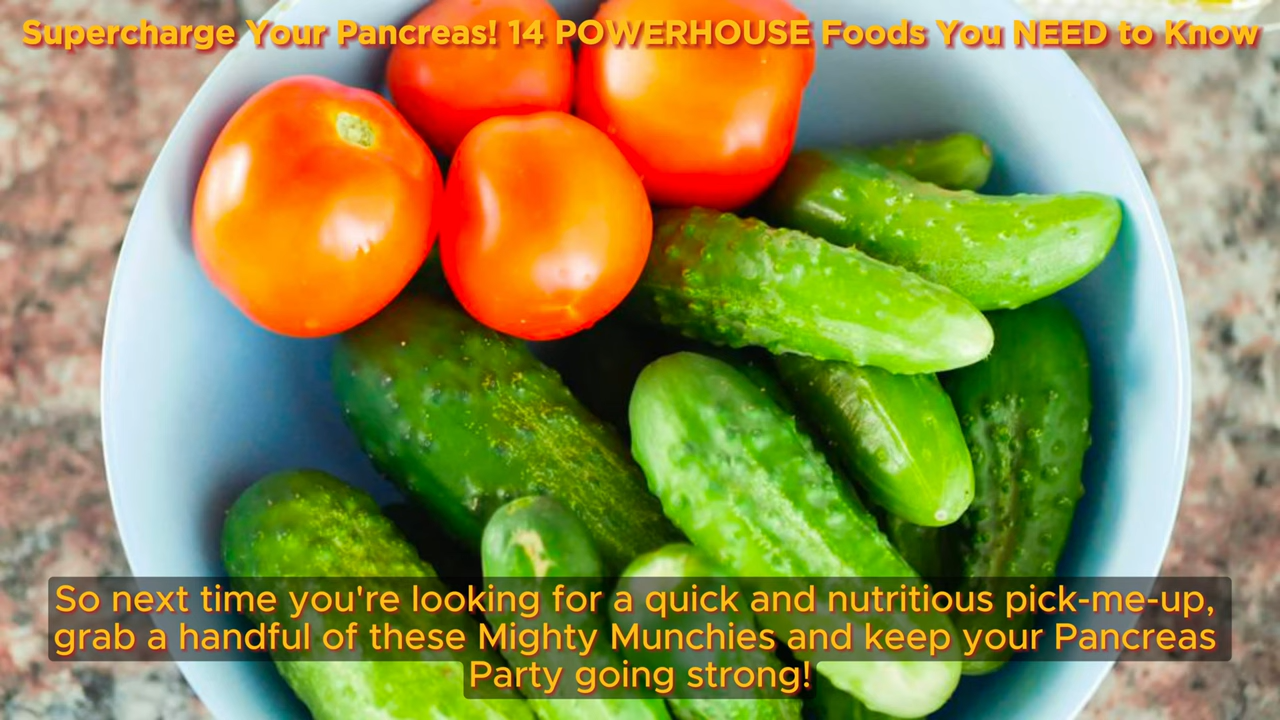 Supercharge Your Pancreas! 14 POWERHOUSE Foods You NEED to Know
So next time you're looking for a quick and nutritious pick-me-up,
grab a handful of these Mighty Munchies and keep your Pancreas
Party going strong!